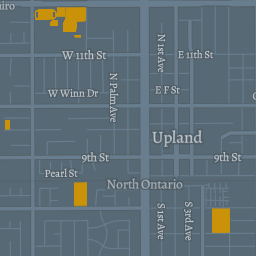 iro
W 11th St
E 11th St
N 1st Ave
N Palm Ave
W Winn Dr
E F St
Upland
9th St
9th St
Pearl St
North Ontario
S 1st Ave
S 3rd Ave